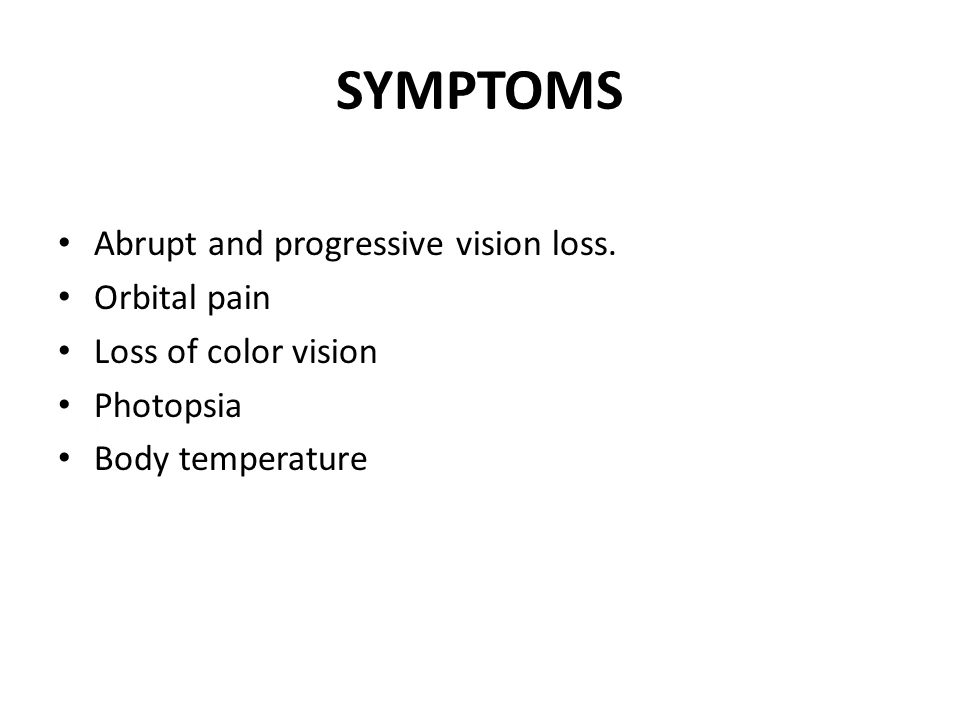 SYMPTOMS
• Abrupt and progressive vision loss.
• Orbital pain
• Loss of color vision
• Photopsia
• Body temperature